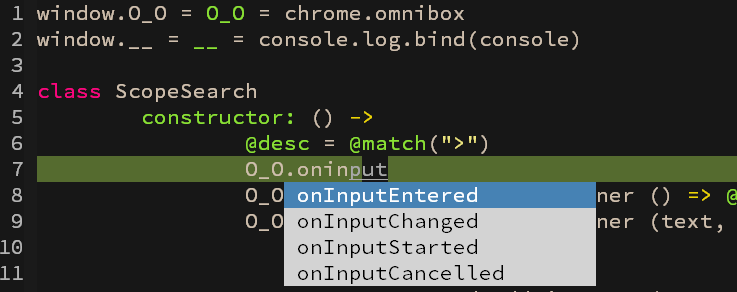 1 window.O_O = O_O = chrome.omnibox
2 window.__ = __ = console.log.bind(console)
3
4 class ScopeSearch
5 constructor: () ->
6 @desc = @match(">")
7 O_O.oninput
8 O_O onInputEntered ner () => @
9 O_O onInputChanged ner (text,
10 onInputStarted
11 onInputCancelled